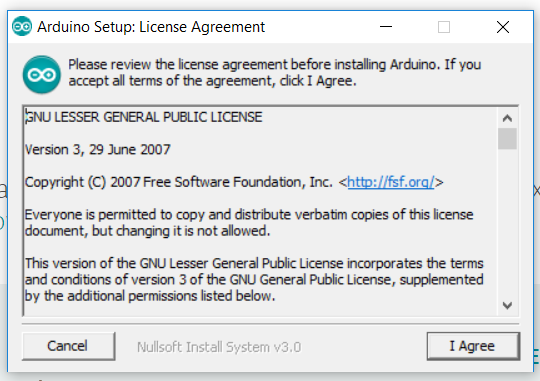 Arduino Setup: License Agreement
Please review the license agreement before installing Arduino. If you
accept all terms of the agreement, click I Agree.
GNU LESSER GENERAL PUBLIC LICENSE
Version 3, 29 June 2007
Copyright (C) 2007 Free Software Foundation, Inc. <http://fsf.org/>
Everyone is permitted to copy and distribute verbatim copies of this license
document, but changing it is not allowed.
This version of the GNU Lesser General Public License incorporates the terms
and conditions of version 3 of the GNU General Public License, supplemented
by the additional permissions listed below.
Cancel
Nullsoft Install System v3.0
I Agree